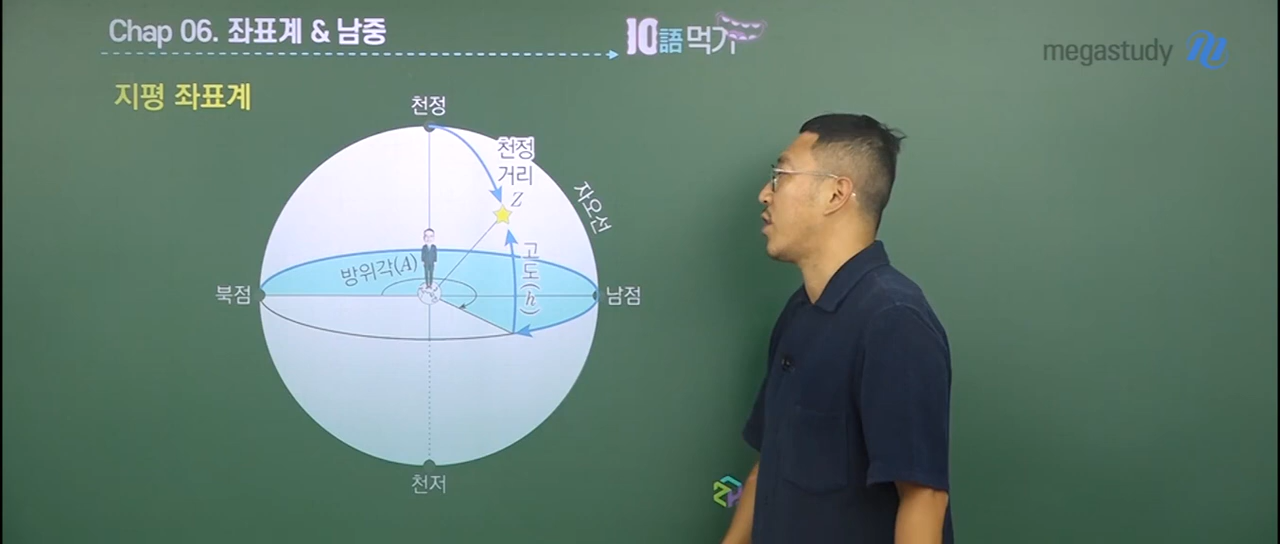 Chap 06. 좌표계 & 남중
10語먹기
megastudy
지평 좌표계
천정
천정
거리
Z
자오선
고도(h)
방위각(A)
북점
남점
천저